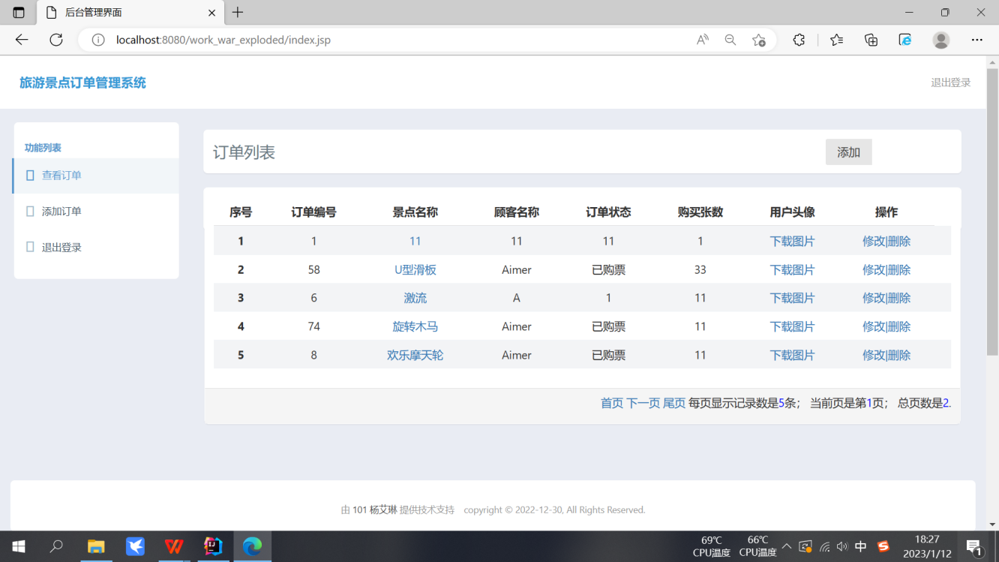 后台管理界面
localhost:8080/work_war_exploded/index.jsp
旅游景点订单管理系统
退出登录
功能列表
查看订单
添加订单
退出登录
订单列表
添加
序号 订单编号 景点名称 顾客名称 订单状态 购买张数 用户头像 操作
1 1 11 11 11 1 下载图片 修改|删除
2 58 U型滑板 Aimer 已购票 33 下载图片 修改|删除
3 6 激流 A 1 11 下载图片 修改|删除
4 74 旋转木马 Aimer 已购票 11 下载图片 修改|删除
5 8 欢乐摩天轮 Aimer 已购票 11 下载图片 修改|删除
首页 下一页 尾页 每页显示记录数是5条； 当前页是第1页； 总页数是2.
由 101 杨艾琳 提供技术支持 copyright © 2022-12-30, All Rights Reserved.
69℃ 66℃
CPU温度 CPU温度
中
18:27
2023/1/12
1